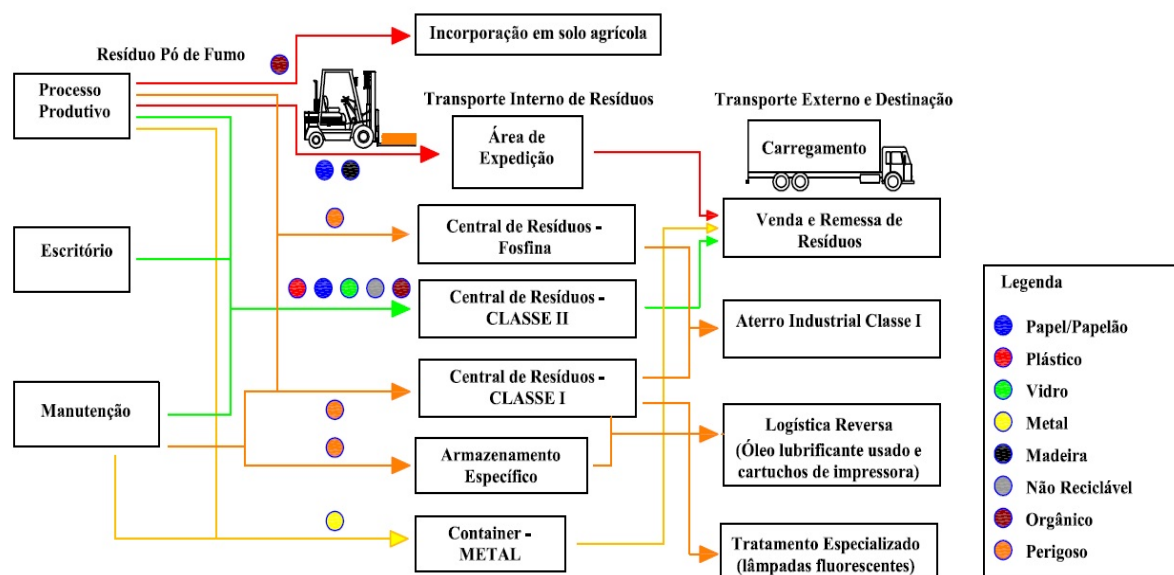 Resíduo Pó de Fumo
Incorporação em solo agrícola
Processo
Produtivo
Transporte Interno de Resíduos
Transporte Externo e Destinação
Área de
Expedição
Carregamento
Escritório
Central de Resíduos -
Fosfina
Venda e Remessa de
Resíduos
Central de Resíduos -
CLASSE II
Aterro Industrial Classe I
Manutenção
Central de Resíduos -
CLASSE I
Logística Reversa
(Óleo lubrificante usado e
cartuchos de impressora)
Armazenamento
Específico
Container -
METAL
Tratamento Especializado
(lâmpadas fluorescentes)
Legenda
Papel/Papelão
Plástico
Vidro
Metal
Madeira
Não Reciclável
Orgânico
Perigoso